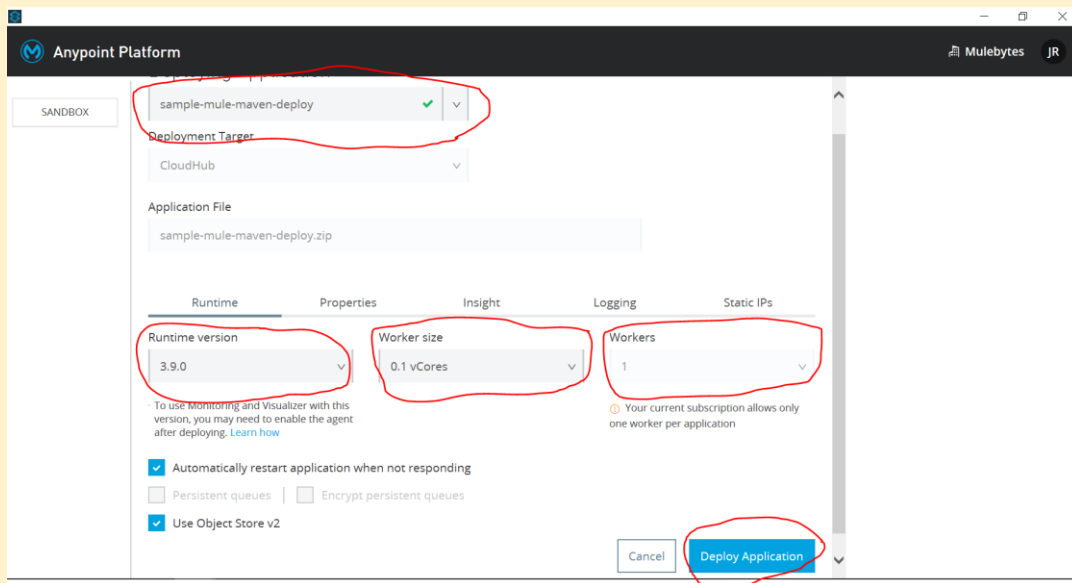 Anypoint Platform
Mulebytes JR
SANDBOX
Deploying Application
sample-mule-maven-deploy
Deployment Target
CloudHub
Application File
sample-mule-maven-deploy.zip
Runtime Properties Insight Logging Static IPs
Runtime version Worker size Workers
3.9.0 0.1 vCores 1
To use Monitoring and Visualizer with this
version, you may need to enable the agent
after deploying. Learn how
Your current subscription allows only
one worker per application
Automatically restart application when not responding
Persistent queues Encrypt persistent queues
Use Object Store v2
Cancel Deploy Application